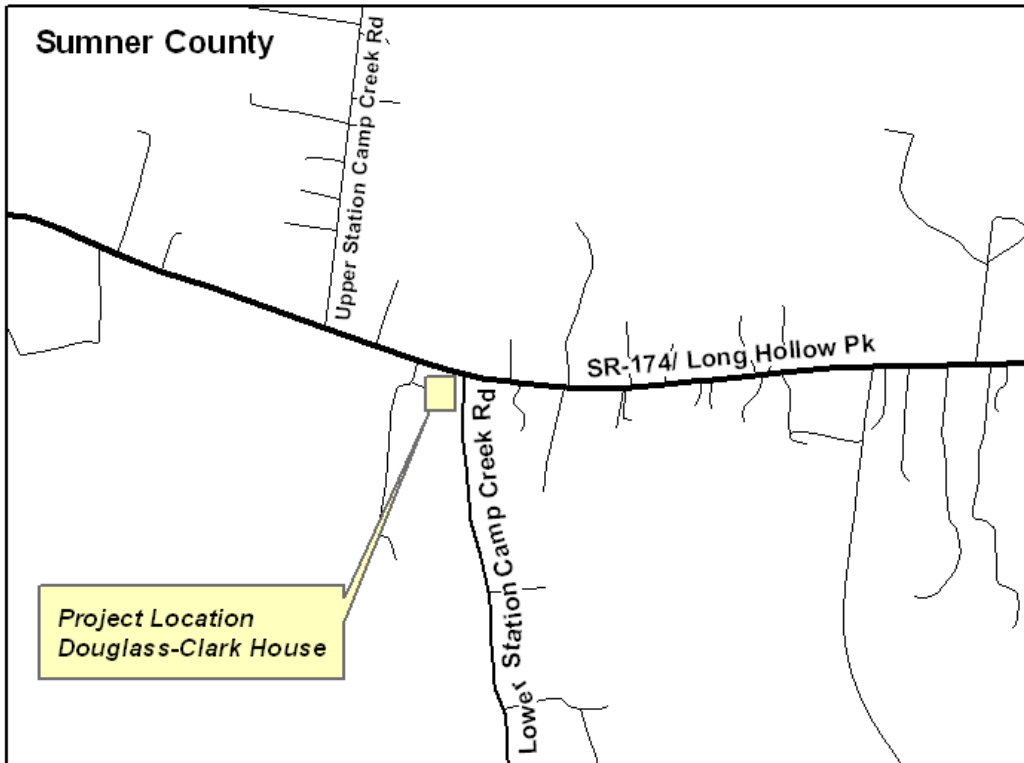 Sumner County
Upper Station Camp Creek Rd
SR-174/ Long Hollow Pk
Lower Station Camp Creek Rd
Project Location
Douglass-Clark House